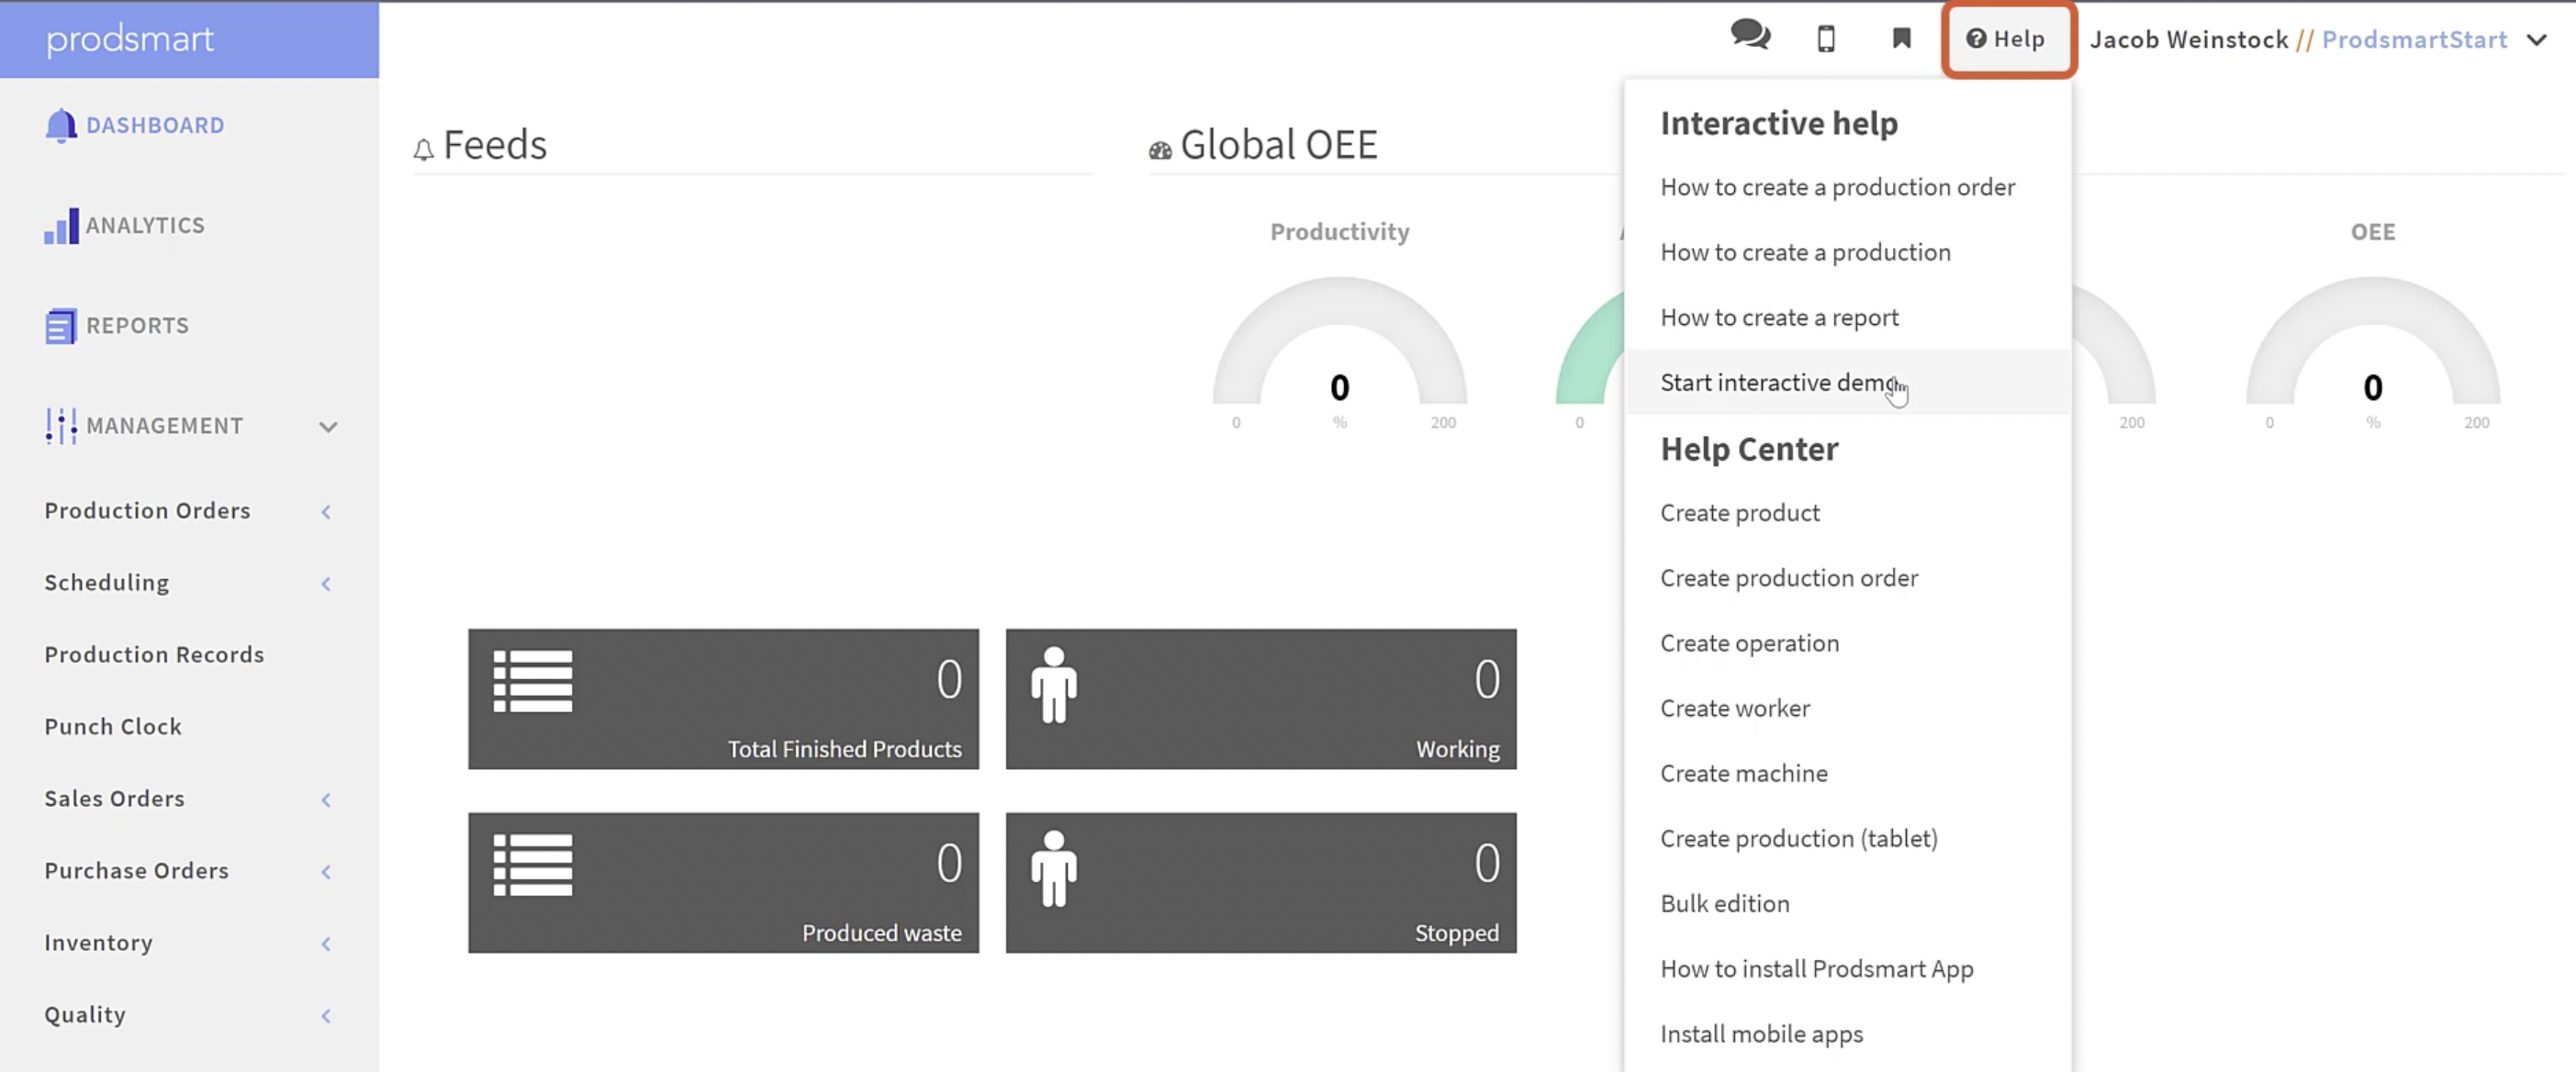 prodsmart
Help
Jacob Weinstock // ProdsmartStart
DASHBOARD
ANALYTICS
REPORTS
MANAGEMENT
Production Orders
Scheduling
Production Records
Punch Clock
Sales Orders
Purchase Orders
Inventory
Quality
Feeds
Global OEE
Productivity
0
0 % 200
0
200
OEE
0
0 % 200
0
Total Finished Products
0
Working
0
Produced waste
0
Stopped
Interactive help
How to create a production order
How to create a production
How to create a report
Start interactive demo
Help Center
Create product
Create production order
Create operation
Create worker
Create machine
Create production (tablet)
Bulk edition
How to install Prodsmart App
Install mobile apps